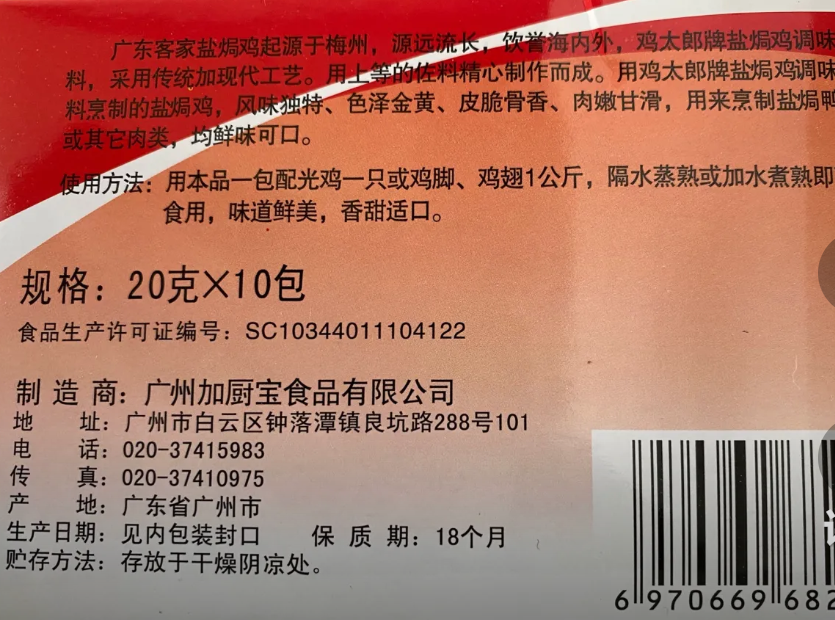 广东客家盐焗鸡起源于梅州，源远流长，饮誉海内外，鸡太郎牌盐焗鸡调味
料，采用传统加现代工艺。用上等的佐料精心制作而成。用鸡太郎牌盐焗鸡调味
料烹制的盐焗鸡，风味独特、色泽金黄、皮脆骨香、肉嫩甘滑，用来烹制盐焗鸭
或其它肉类，均鲜味可口。
使用方法：用本品一包配光鸡一只或鸡脚、鸡翅1公斤，隔水蒸熟或加水煮熟即
食用，味道鲜美，香甜适口。
规格：20克×10包
食品生产许可证编号：SC10344011104122
制造商：广州加厨宝食品有限公司
地址：广州市白云区钟落潭镇良坑路288号101
电话：020-37415983
传真：020-37410975
产地：广东省广州市
生产日期：见内包装封口 保质期：18个月
贮存方法：存放于干燥阴凉处。
6 970669 682